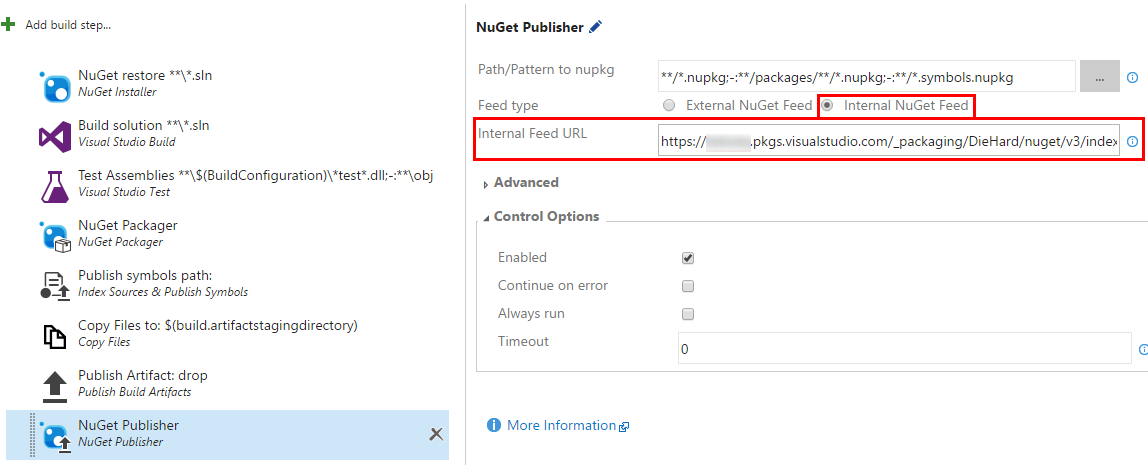 Add build step...
NuGet restore **\*.sln
NuGet Installer
Build solution **\*.sln
Visual Studio Build
Test Assemblies **\$(BuildConfiguration)\*test*.dll;-:**\obj
Visual Studio Test
NuGet Packager
NuGet Packager
Publish symbols path:
Index Sources & Publish Symbols
Copy Files to: $(build.artifactstagingdirectory)
Copy Files
Publish Artifact: drop
Publish Build Artifacts
NuGet Publisher
NuGet Publisher
NuGet Publisher
Path/Pattern to nupkg **/*.nupkg;-:**/packages/**/*.nupkg;-:**/*.symbols.nupkg ...
Feed type External NuGet Feed Internal NuGet Feed
Internal Feed URL https:// .pkgs.visualstudio.com/_packaging/DieHard/nuget/v3/index
Advanced
Control Options
Enabled
Continue on error
Always run
Timeout 0
More Information